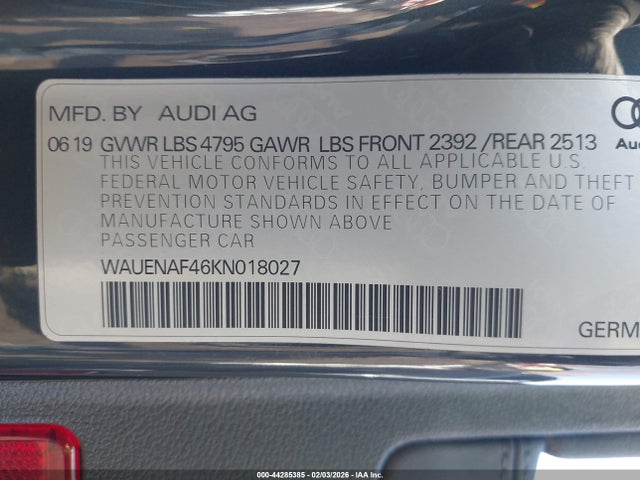 MFD. BY AUDI AG
06 19 GVWR LBS 4795 GAWR LBS FRONT 2392 /REAR 2513
THIS VEHICLE CONFORMS TO ALL APPLICABLE U.S.
FEDERAL MOTOR VEHICLE SAFETY, BUMPER AND THEFT
PREVENTION STANDARDS IN EFFECT ON THE DATE OF
MANUFACTURE SHOWN ABOVE
PASSENGER CAR
WAUENAF46KN018027
Aud
GERM
000-44285385 - 02/03/2026 - IAA Inc.